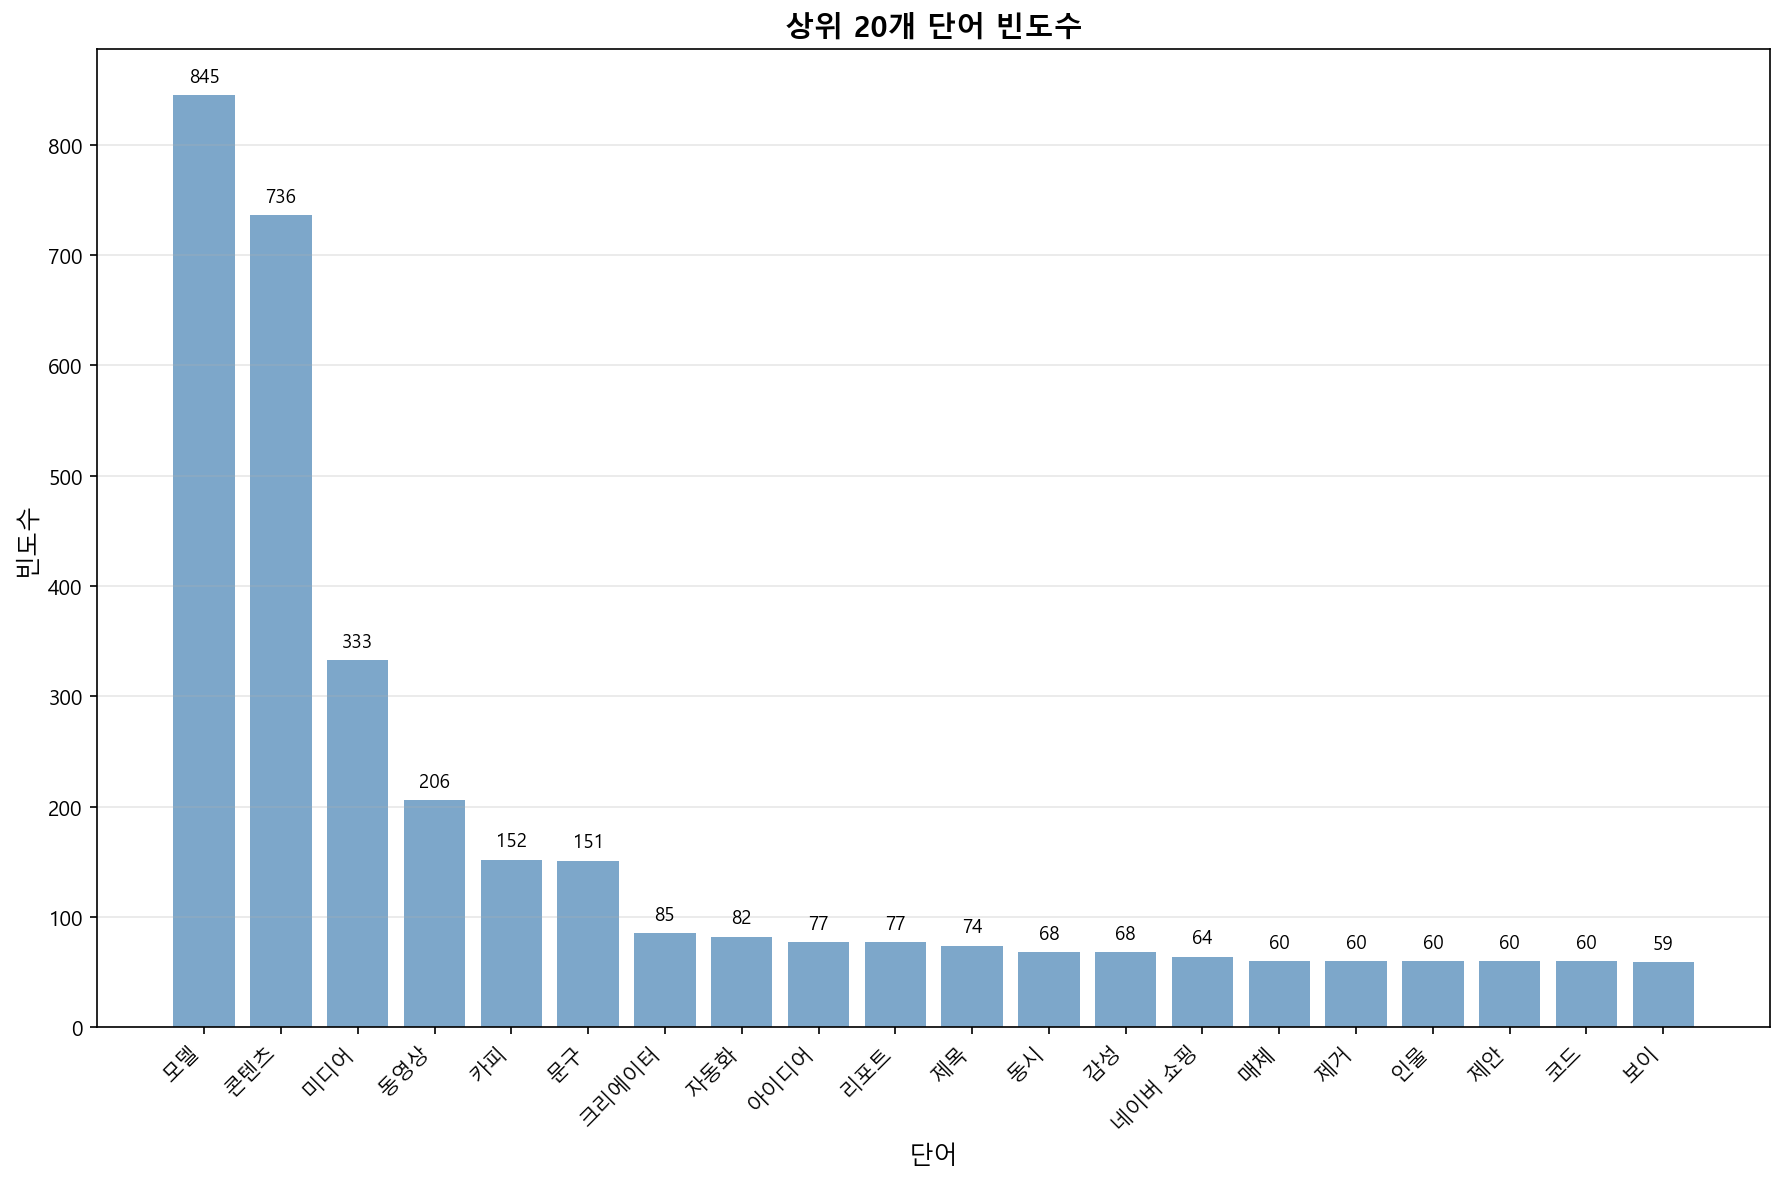 상위 20개 단어 빈도수
845
736
333
206
152
151
85
82
77
77
74
68
68
64
60
60
60
60
60
59
800
700
600
500
400
300
200
100
0
빈도수
모델
콘텐츠
미디어
동영상
카피
문구
크리에이터
자동화
아이디어
리포트
제목
동시
감성
네이버 쇼핑
매체
제거
인물
제안
코드
보이
단어